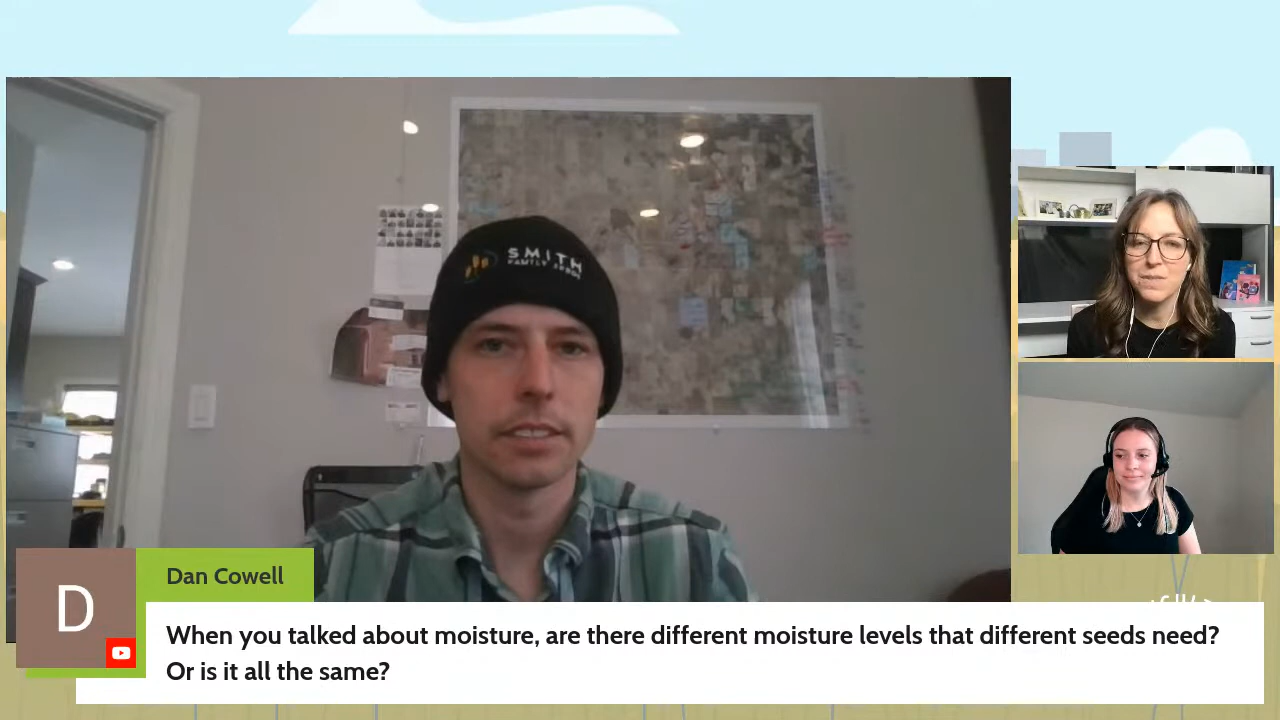 SMITH
FAMILY SEEDS
D
Dan Cowell
When you talked about moisture, are there different moisture levels that different seeds need?
Or is it all the same?